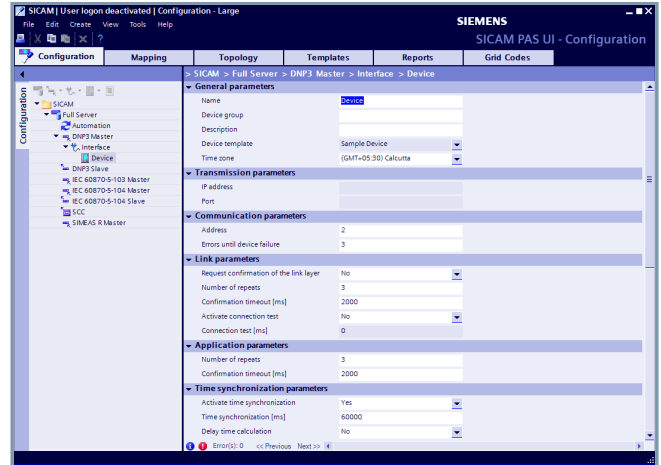 SICAM | User logon deactivated | Configuration - Large
File Edit Create View Tools Help
SIEMENS
SICAM PAS UI - Configuration
Configuration Mapping Topology Templates Reports Grid Codes
> SICAM > Full Server > DNP3 Master > Interface > Device
Configuration
SICAM
Full Server
Automation
DNP3 Master
Interface
Device
DNP3 Slave
IEC 60870-5-103 Master
IEC 60870-5-104 Master
IEC 60870-5-104 Slave
SCC
SIMEAS R Master
General parameters
Name Device
Device group
Description
Device template Sample Device
Time zone (GMT+05:30) Calcutta
Transmission parameters
IP address
Port
Communication parameters
Address 2
Errors until device failure 3
Link parameters
Request confirmation of the link layer No
Number of repeats 3
Confirmation timeout [ms] 2000
Activate connection test No
Connection test [ms] 0
Application parameters
Number of repeats 3
Confirmation timeout [ms] 2000
Time synchronization parameters
Activate time synchronization Yes
Time synchronization [ms] 60000
Delay time calculation No
Error(s): 0 << Previous Next >>